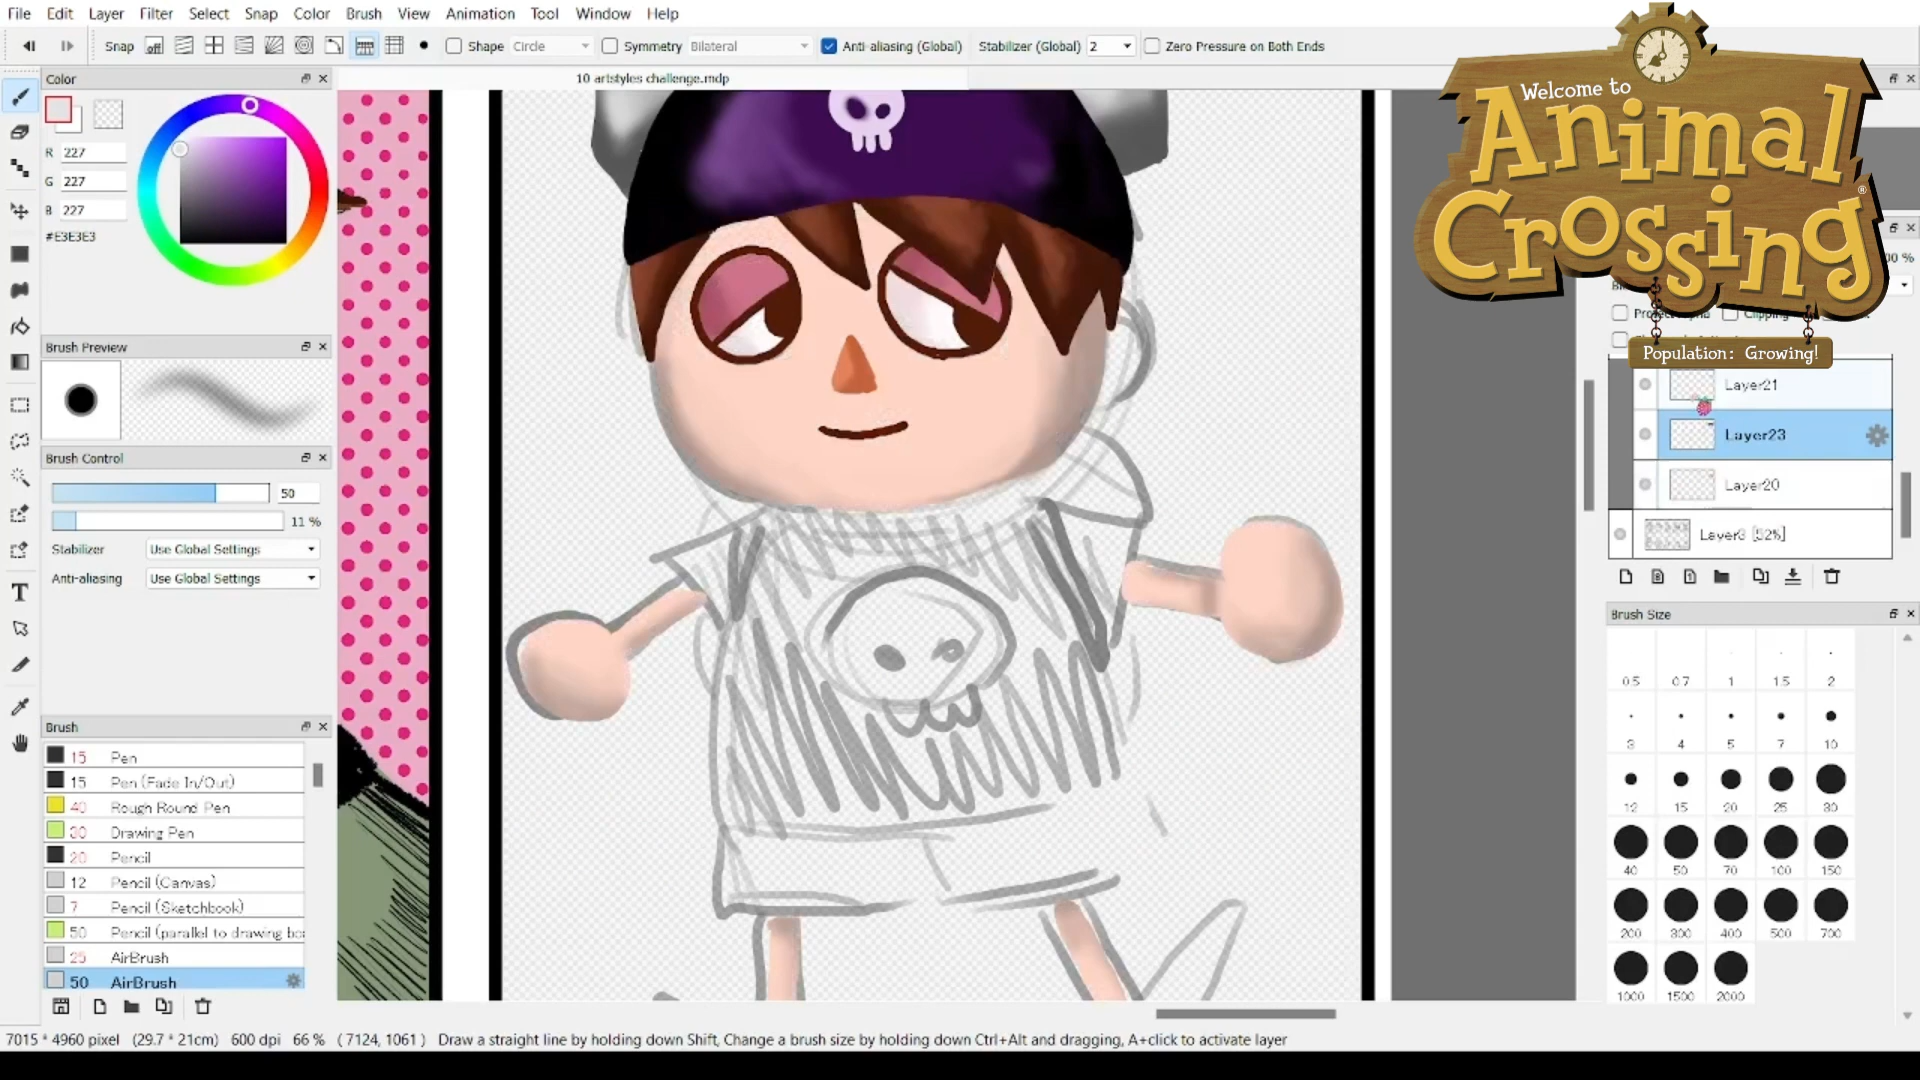 File Edit Layer Filter Select Snap Color Brush View Animation Tool Window Help
Snap off Shape Circle Symmetry Bilateral Anti-aliasing (Global) Stabilizer (Global) 2 Zero Pressure on Both Ends
10 artstyles challenge.mdp
Welcome to
Animal
Crossing
®
Population: Growing!
Color
R 227
G 227
B 227
#E3E3E3
Brush Preview
Brush Control
50
11 %
Stabilizer Use Global Settings
Anti-aliasing Use Global Settings
Brush
15 Pen
15 Pen (Fade In/Out)
40 Rough Round Pen
30 Drawing Pen
20 Pencil
12 Pencil (Canvas)
7 Pencil (Sketchbook)
50 Pencil (parallel to drawing
25 AirBrush
50 AirBrush
T
Layer21
Layer23
Layer20
Layer3 [52%]
Brush Size
0.5 0.7 1 1.5 2
3 4 5 7 10
12 15 20 25 30
40 50 70 100 150
200 300 400 500 700
1000 1500 2000
7015 * 4960 pixel (29.7 * 21cm) 600 dpi 66 % ( 7124, 1061 ) Draw a straight line by holding down Shift, Change a brush size by holding down Ctrl+Alt and dragging, A+click to activate layer